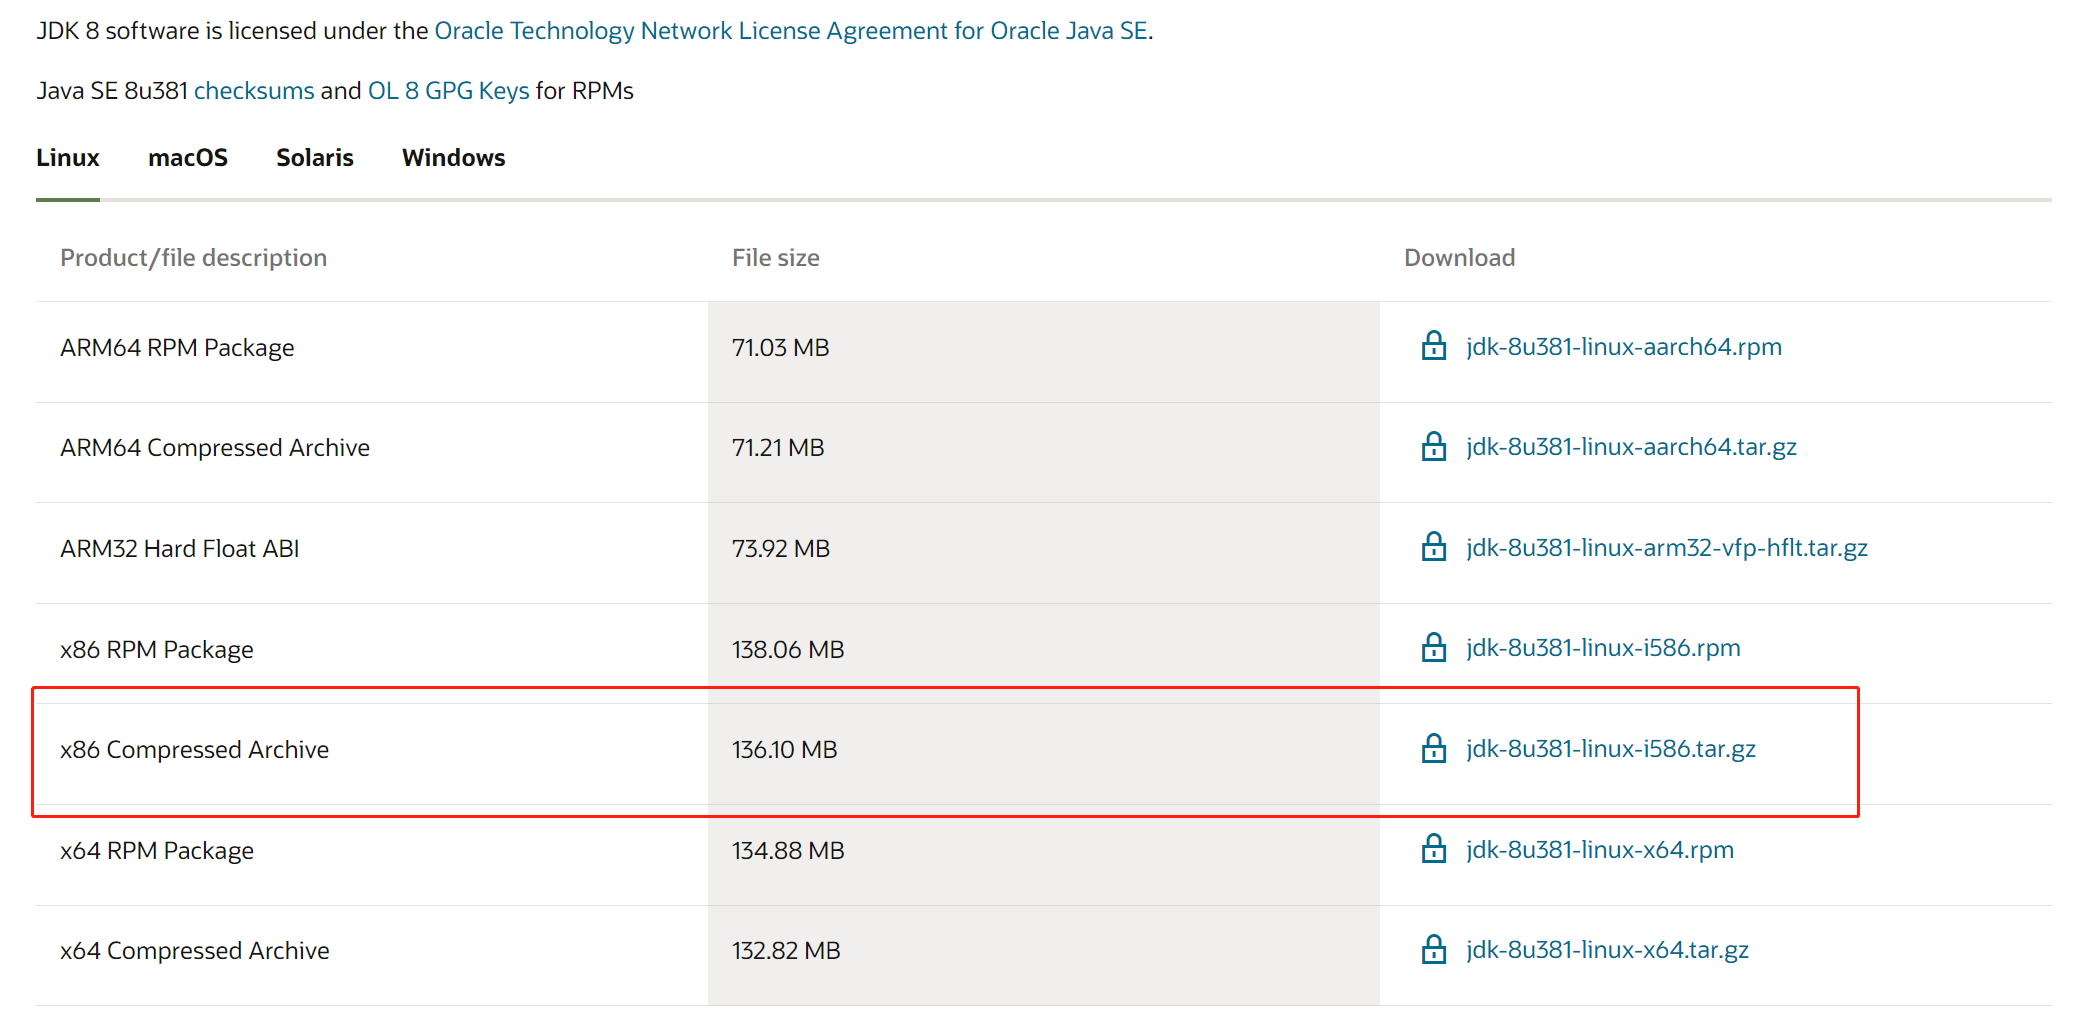 JDK 8 software is licensed under the Oracle Technology Network License Agreement for Oracle Java SE.
Java SE 8u381 checksums and OL 8 GPG Keys for RPMs
Linux macOS Solaris Windows
Product/file description File size Download
ARM64 RPM Package 71.03 MB jdk-8u381-linux-aarch64.rpm
ARM64 Compressed Archive 71.21 MB jdk-8u381-linux-aarch64.tar.gz
ARM32 Hard Float ABI 73.92 MB jdk-8u381-linux-arm32-vfp-hflt.tar.gz
x86 RPM Package 138.06 MB jdk-8u381-linux-i586.rpm
x86 Compressed Archive 136.10 MB jdk-8u381-linux-i586.tar.gz
x64 RPM Package 134.88 MB jdk-8u381-linux-x64.rpm
x64 Compressed Archive 132.82 MB jdk-8u381-linux-x64.tar.gz